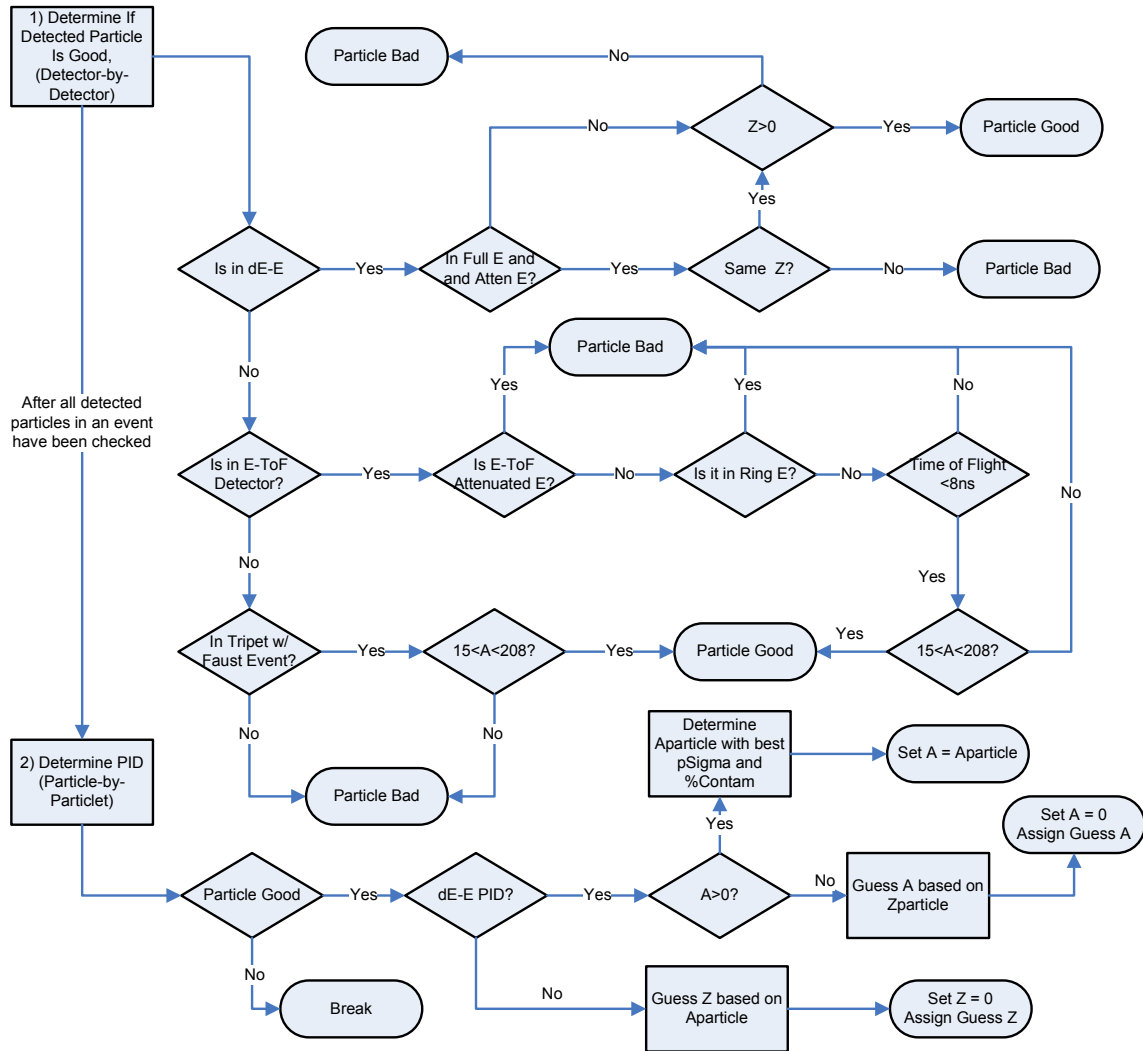 1) Determine If
Detected Particle
Is Good,
(Detector-by-
Detector)
Particle Bad
No
No
Z>0
Yes
Particle Good
Yes
Is in dE-E
Yes
In Full E and
and Atten E?
Yes
Same Z?
No
Particle Bad
No
Particle Bad
Yes
Yes
No
No
After all detected
particles in an event
have been checked
Is in E-ToF
Detector?
Yes
Is E-ToF
Attenuated E?
No
Is it in Ring E?
No
Time of Flight
<8ns
No
Yes
In Tripet w/
Faust Event?
Yes
15<A<208?
Yes
Particle Good
Yes
15<A<208?
No
No
Particle Bad
2) Determine PID
(Particle-by-
Particlet)
Determine
Aparticle with best
pSigma and
%Contam
Set A = Aparticle
Yes
Set A = 0
Assign Guess A
Particle Good
Yes
dE-E PID?
Yes
A>0?
No
Guess A based on
Zparticle
No
Break
No
Guess Z based on
Aparticle
Set Z = 0
Assign Guess Z